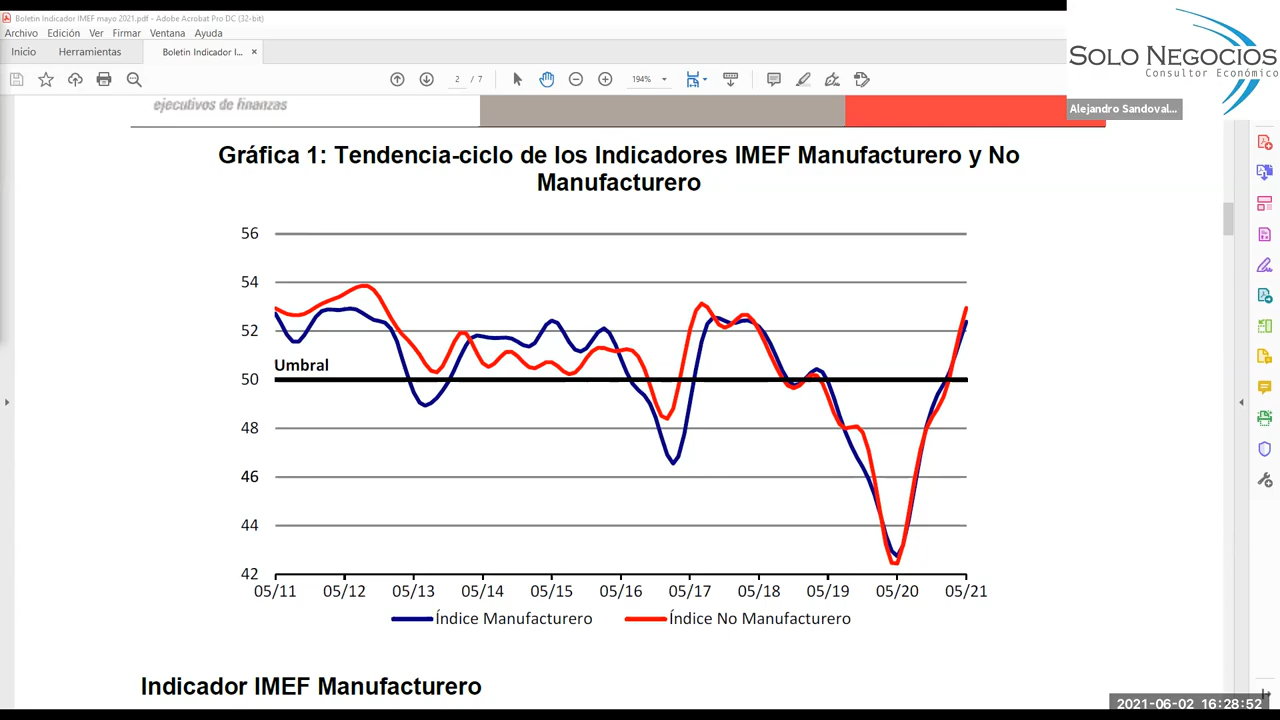 Boletin Indicador IMEF mayo 2021.pdf - Adobe Acrobat Pro DC (32-bit)
Archivo Edición Ver Firmar Ventana Ayuda
Inicio Herramientas Boletin Indicador I... ×
2 / 7 194%
SOLO NEGOCIOS
Consultor Económico
Alejandro Sandoval...
ejecutivos de finanzas
Gráfica 1: Tendencia-ciclo de los Indicadores IMEF Manufacturero y No
Manufacturero
56
54
52
Umbral
50
48
46
44
42
05/11 05/12 05/13 05/14 05/15 05/16 05/17 05/18 05/19 05/20 05/21
Índice Manufacturero Índice No Manufacturero
Indicador IMEF Manufacturero
2021-06-02 16:28:52